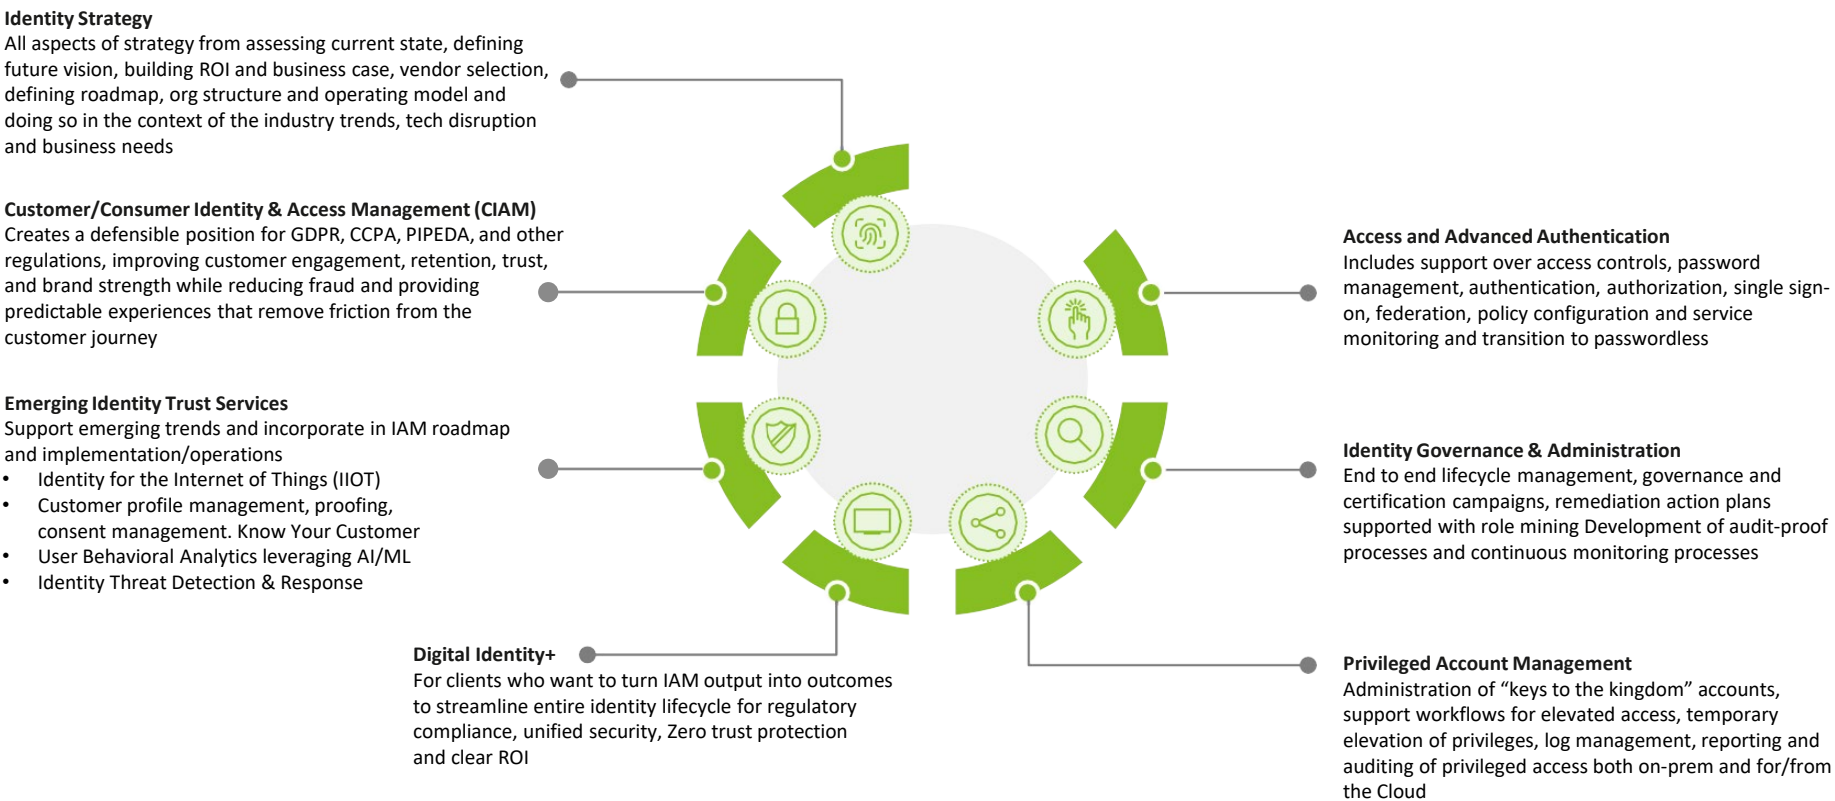 Identity Strategy
All aspects of strategy from assessing current state, defining
future vision, building ROI and business case, vendor selection,
defining roadmap, org structure and operating model and
doing so in the context of the industry trends, tech disruption
and business needs
Customer/Consumer Identity & Access Management (CIAM)
Creates a defensible position for GDPR, CCPA, PIPEDA, and other
regulations, improving customer engagement, retention, trust,
and brand strength while reducing fraud and providing
predictable experiences that remove friction from the
customer journey
Emerging Identity Trust Services
Support emerging trends and incorporate in IAM roadmap
and implementation/operations
• Identity for the Internet of Things (IIOT)
• Customer profile management, proofing,
consent management. Know Your Customer
• User Behavioral Analytics leveraging AI/ML
• Identity Threat Detection & Response
Digital Identity+
For clients who want to turn IAM output into outcomes
to streamline entire identity lifecycle for regulatory
compliance, unified security, Zero trust protection
and clear ROI
Access and Advanced Authentication
Includes support over access controls, password
management, authentication, authorization, single sign-
on, federation, policy configuration and service
monitoring and transition to passwordless
Identity Governance & Administration
End to end lifecycle management, governance and
certification campaigns, remediation action plans
supported with role mining Development of audit-proof
processes and continuous monitoring processes
Privileged Account Management
Administration of “keys to the kingdom” accounts,
support workflows for elevated access, temporary
elevation of privileges, log management, reporting and
auditing of privileged access both on-prem and for/from
the Cloud